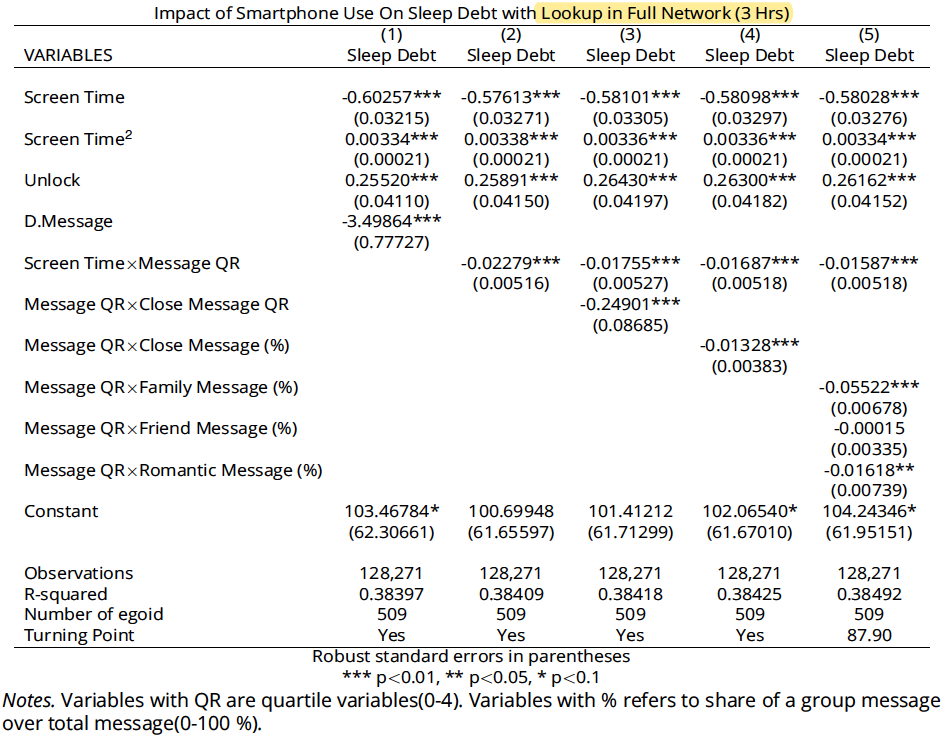 Impact of Smartphone Use On Sleep Debt with Lookup in Full Network (3 Hrs)
(1) (2) (3) (4) (5)
VARIABLES Sleep Debt Sleep Debt Sleep Debt Sleep Debt Sleep Debt
Screen Time -0.60257*** -0.57613*** -0.58101*** -0.58098*** -0.58028***
(0.03215) (0.03271) (0.03305) (0.03297) (0.03276)
Screen Time² 0.00334*** 0.00338*** 0.00336*** 0.00336*** 0.00334***
(0.00021) (0.00021) (0.00021) (0.00021) (0.00021)
Unlock 0.25520*** 0.25891*** 0.26430*** 0.26300*** 0.26162***
(0.04110) (0.04150) (0.04197) (0.04182) (0.04152)
D.Message -3.49864***
(0.77727)
Screen Time×Message QR -0.02279*** -0.01755*** -0.01687*** -0.01587***
(0.00516) (0.00527) (0.00518) (0.00518)
Message QR×Close Message QR -0.24901***
(0.08685)
Message QR×Close Message (%) -0.01328***
(0.00383)
Message QR×Family Message (%) -0.05522***
(0.00678)
Message QR×Friend Message (%) -0.00015
(0.00335)
Message QR×Romantic Message (%) -0.01618**
(0.00739)
Constant 103.46784* 100.69948 101.41212 102.06540* 104.24346*
(62.30661) (61.65597) (61.71299) (61.67010) (61.95151)
Observations 128,271 128,271 128,271 128,271 128,271
R-squared 0.38397 0.38409 0.38418 0.38425 0.38492
Number of egoid 509 509 509 509 509
Turning Point Yes Yes Yes Yes 87.90
Robust standard errors in parentheses
*** p<0.01, ** p<0.05, * p<0.1
Notes. Variables with QR are quartile variables(0-4). Variables with % refers to share of a group message
over total message(0-100 %).